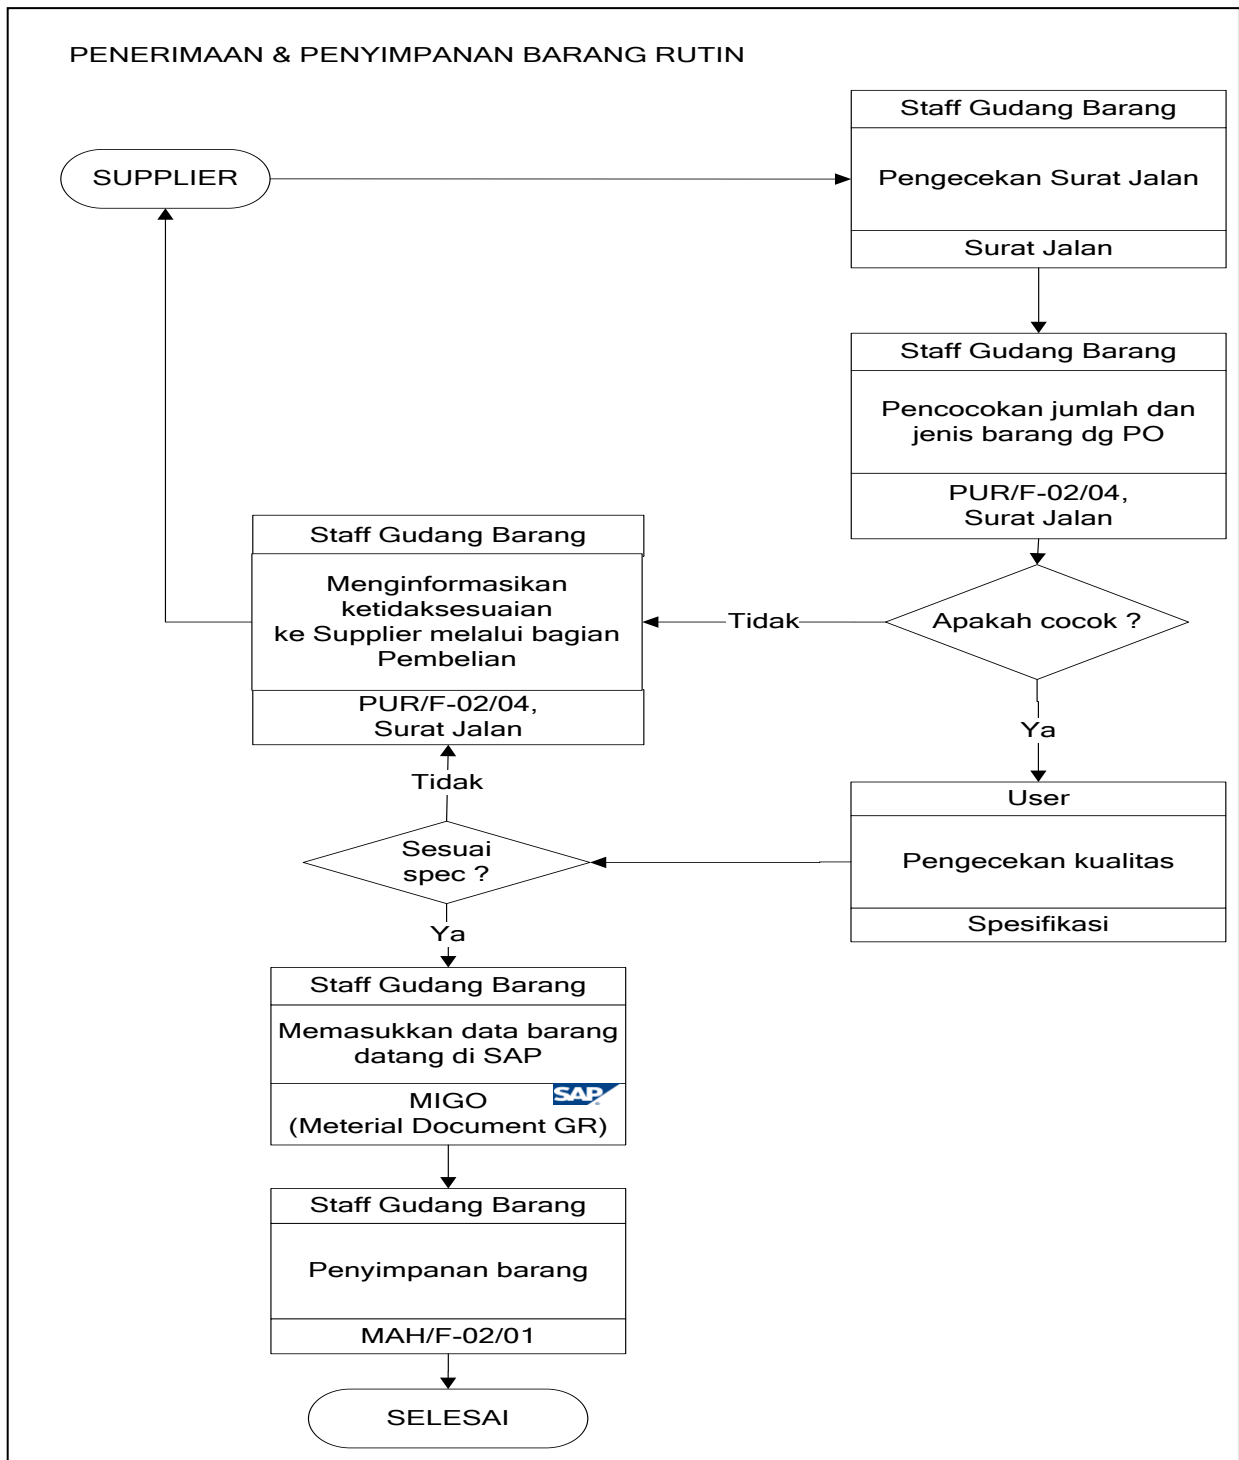 PENERIMAAN & PENYIMPANAN BARANG RUTIN
SUPPLIER
Staff Gudang Barang
Pengecekan Surat Jalan
Surat Jalan
Staff Gudang Barang
Pencocokan jumlah dan
jenis barang dg PO
PUR/F-02/04,
Surat Jalan
Apakah cocok ?
Tidak
Staff Gudang Barang
Menginformasikan
ketidaksesuaian
ke Supplier melalui bagian
Pembelian
PUR/F-02/04,
Surat Jalan
Ya
User
Pengecekan kualitas
Spesifikasi
Sesuai
spec ?
Tidak
Ya
Staff Gudang Barang
Memasukkan data barang
datang di SAP
MIGO
SAP
(Meterial Document GR)
Staff Gudang Barang
Penyimpanan barang
MAH/F-02/01
SELESAI